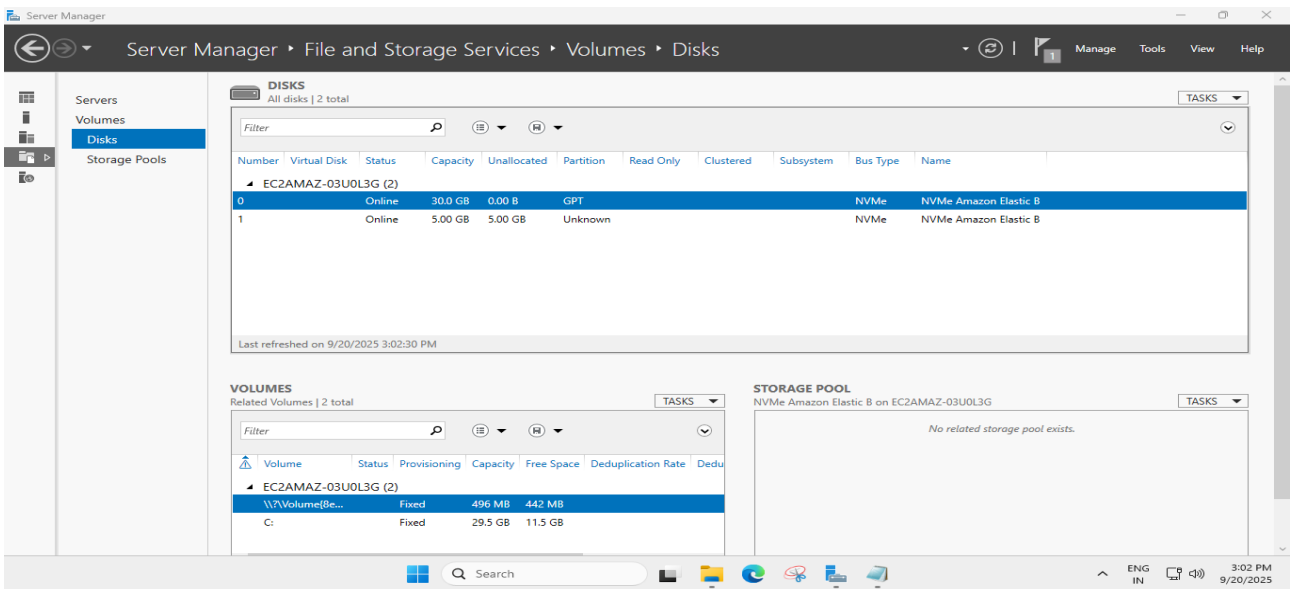 Server Manager
Server Manager ‣ File and Storage Services ‣ Volumes ‣ Disks
1 Manage Tools View Help
Servers
Volumes
Disks
Storage Pools
DISKS
All disks | 2 total
TASKS
Filter
Number Virtual Disk Status Capacity Unallocated Partition Read Only Clustered Subsystem Bus Type Name
EC2AMAZ-03U0L3G (2)
0 Online 30.0 GB 0.00 B GPT NVMe NVMe Amazon Elastic B
1 Online 5.00 GB 5.00 GB Unknown NVMe NVMe Amazon Elastic B
Last refreshed on 9/20/2025 3:02:30 PM
VOLUMES
Related Volumes | 2 total
TASKS
Filter
Volume Status Provisioning Capacity Free Space Deduplication Rate Dedu
EC2AMAZ-03U0L3G (2)
\\?\Volume{8e... Fixed 496 MB 442 MB
C: Fixed 29.5 GB 11.5 GB
STORAGE POOL
NVMe Amazon Elastic B on EC2AMAZ-03U0L3G
TASKS
No related storage pool exists.
Search
ENG
IN
3:02 PM
9/20/2025